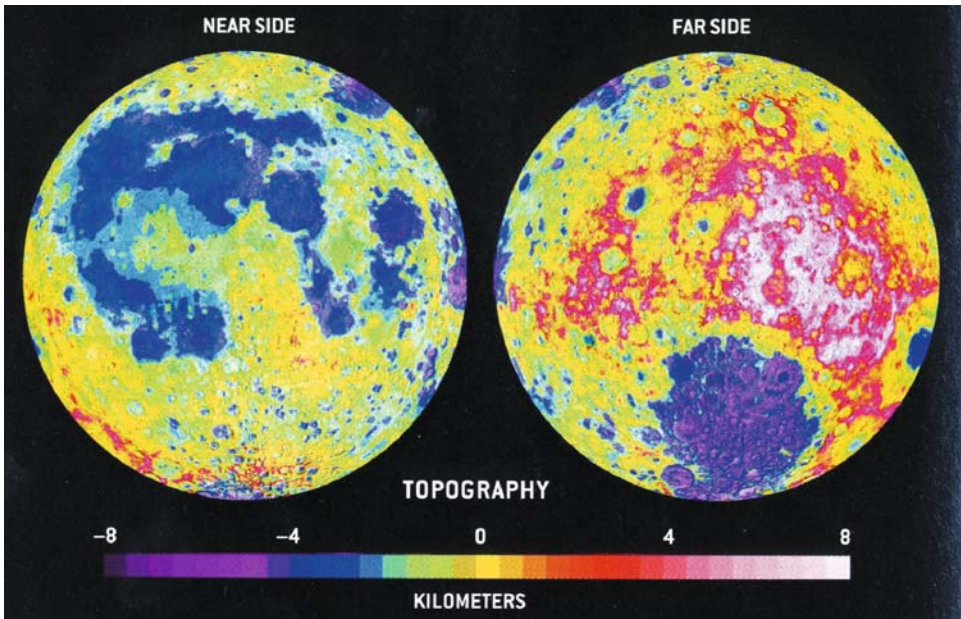 NEAR SIDE
FAR SIDE
TOPOGRAPHY
–8 –4 0 4 8
KILOMETERS